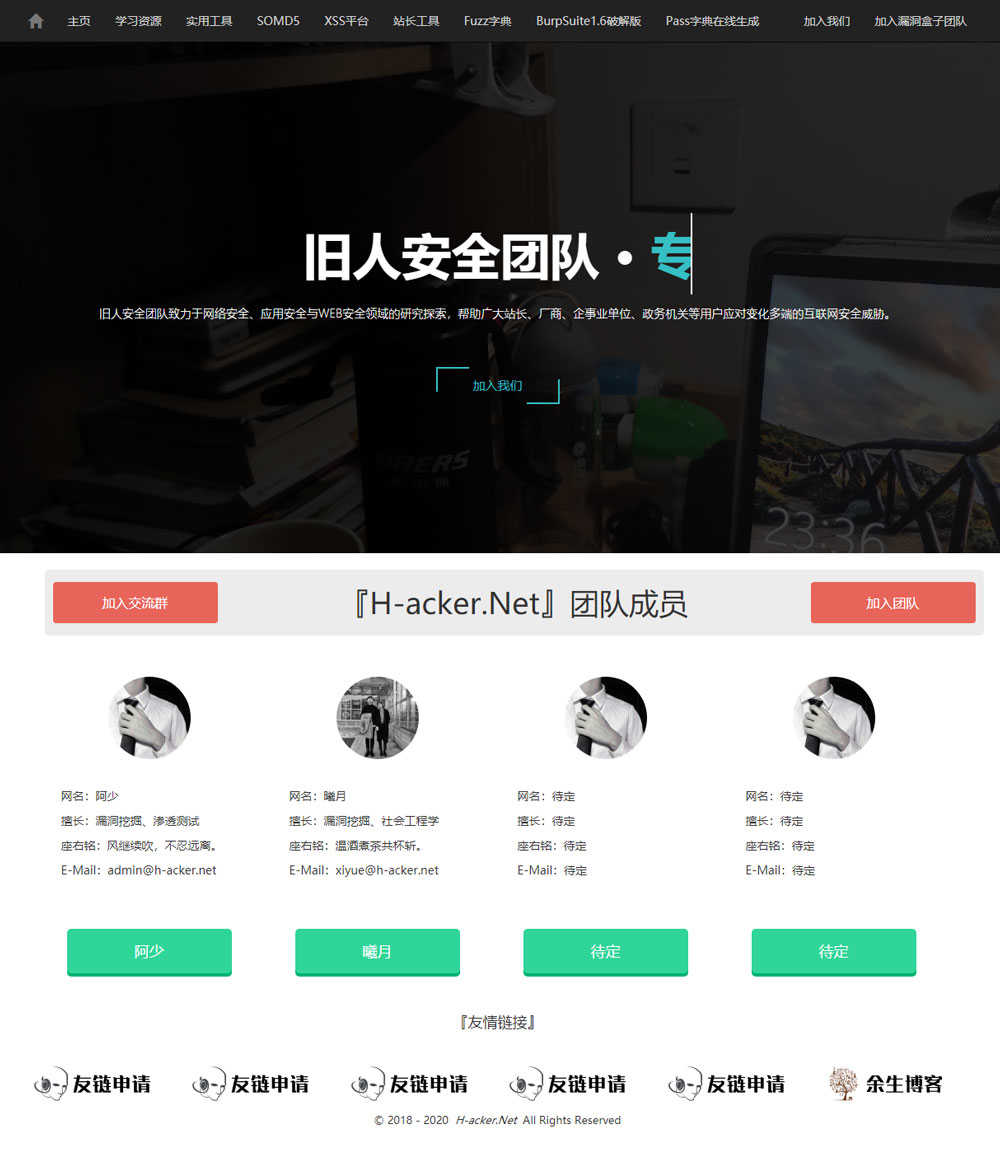 主页 学习资源 实用工具 SOMD5 XSS平台 站长工具 Fuzz字典 BurpSuite1.6破解版 Pass字典在线生成 加入我们 加入漏洞盒子团队
旧人安全团队·专
旧人安全团队致力于网络安全、应用安全与WEB安全领域的研究探索，帮助广大站长、厂商、企事业单位、政务机关等用户应对变化多端的互联网安全威胁。
加入我们
23:36
加入交流群 『H-acker.Net』团队成员 加入团队
网名：阿少
擅长：漏洞挖掘、渗透测试
座右铭：风继续吹，不忍远离。
E-Mail：admin@h-acker.net
网名：曦月
擅长：漏洞挖掘、社会工程学
座右铭：温酒煮茶共杯斩。
E-Mail：xiyue@h-acker.net
网名：待定
擅长：待定
座右铭：待定
E-Mail：待定
网名：待定
擅长：待定
座右铭：待定
E-Mail：待定
阿少 曦月 待定 待定
『友情链接』
友链申请 友链申请 友链申请 友链申请 友链申请 余生博客
© 2018 - 2020 H-acker.Net All Rights Reserved